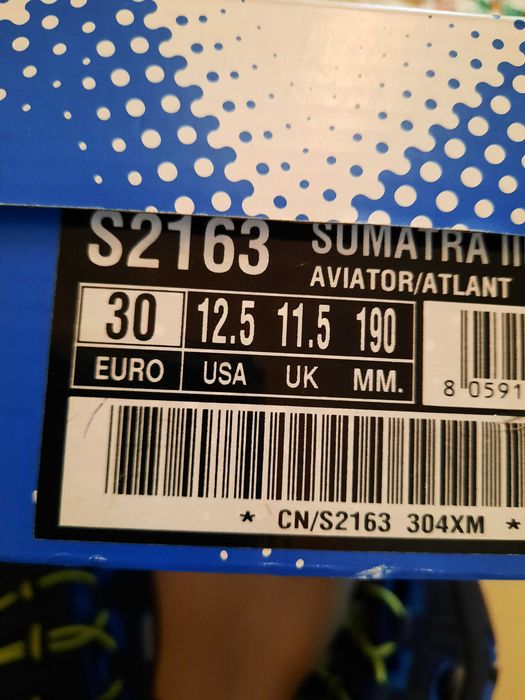 S2163 SUMATRA II
AVIATOR/ATLANT
30 12.5 11.5 190
EURO USA UK MM.
8 0591
* CN/S2163 304XM *